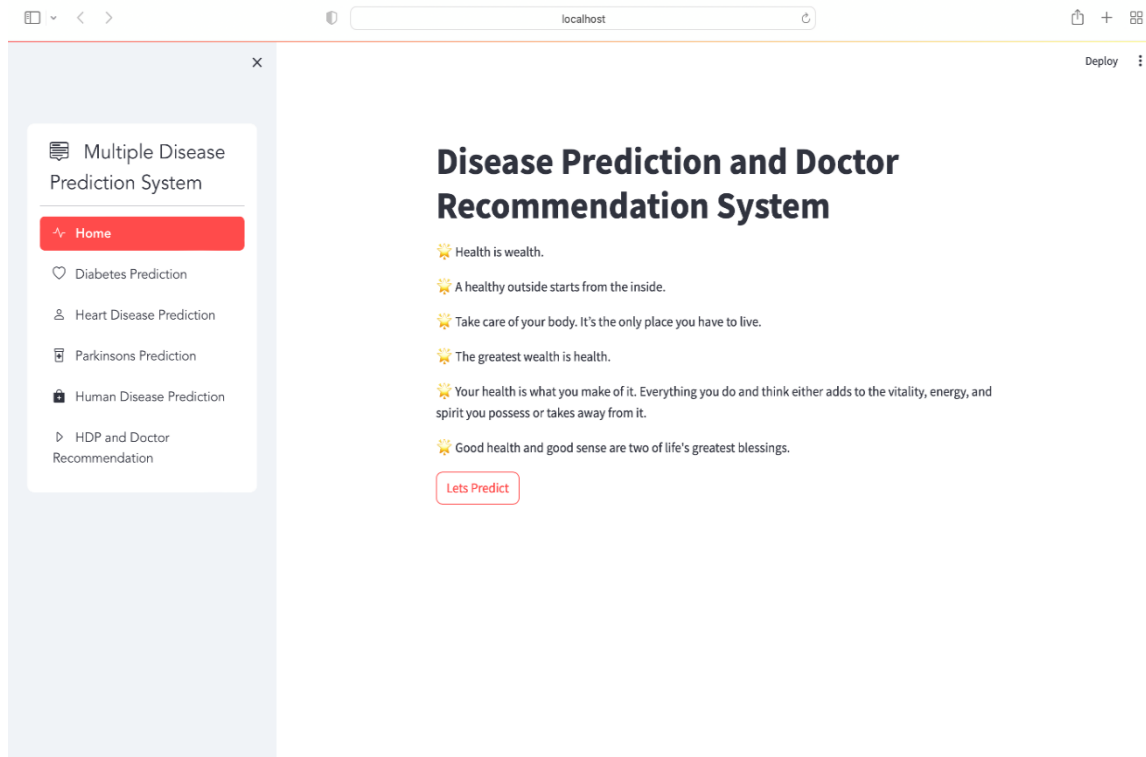 localhost
Deploy
Multiple Disease
Prediction System
Home
Diabetes Prediction
Heart Disease Prediction
Parkinsons Prediction
Human Disease Prediction
HDP and Doctor
Recommendation
Disease Prediction and Doctor
Recommendation System
🌟 Health is wealth.
🌟 A healthy outside starts from the inside.
🌟 Take care of your body. It’s the only place you have to live.
🌟 The greatest wealth is health.
🌟 Your health is what you make of it. Everything you do and think either adds to the vitality, energy, and
spirit you possess or takes away from it.
🌟 Good health and good sense are two of life's greatest blessings.
Lets Predict